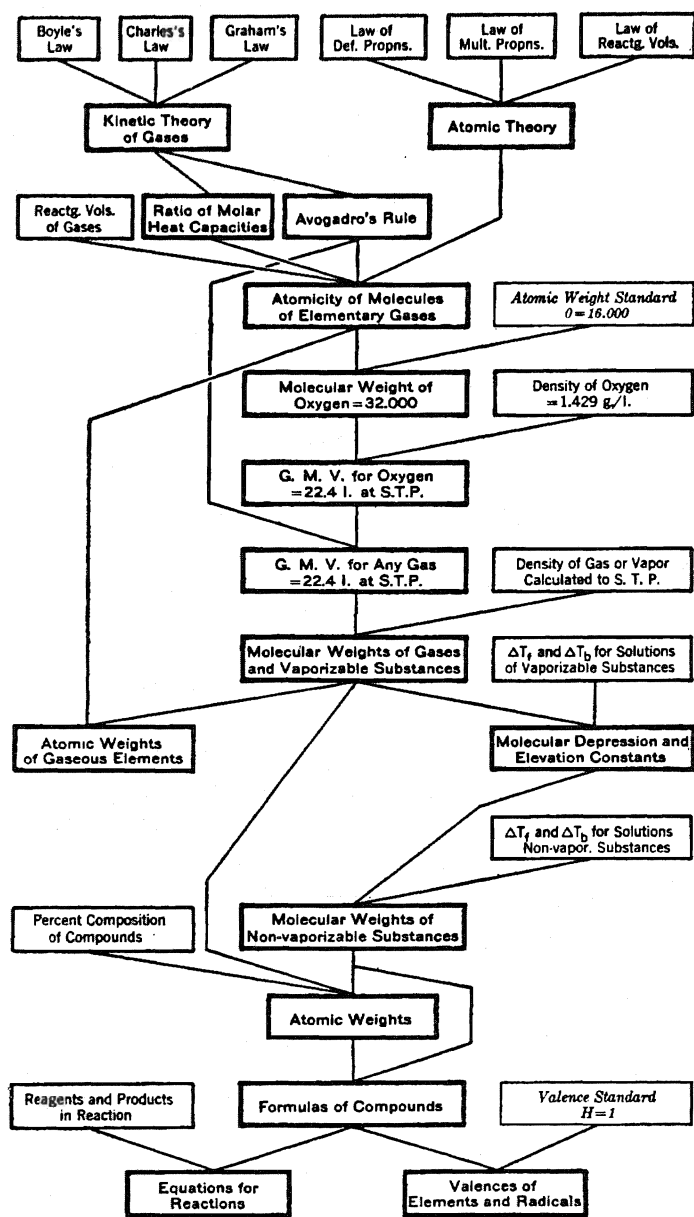 Boyle's
Law
Charles's
Law
Graham's
Law
Law of
Def. Propns.
Law of
Mult. Propns.
Law of
Reactg. Vols.
Kinetic Theory
of Gases
Atomic Theory
Reactg. Vols.
of Gases
Ratio of Molar
Heat Capacities
Avogadro's Rule
Atomicity of Molecules
of Elementary Gases
Atomic Weight Standard
0=16.000
Molecular Weight of
Oxygen=32.000
Density of Oxygen
=1.429 g./l.
G. M. V. for Oxygen
=22.4 l. at S.T.P.
G. M. V. for Any Gas
=22.4 l. at S.T.P.
Density of Gas or Vapor
Calculated to S. T. P.
Molecular Weights of Gases
and Vaporizable Substances
△Tf and △Tb for Solutions
of Vaporizable Substances
Atomic Weights
of Gaseous Elements
Molecular Depression and
Elevation Constants
△Tf and △Tb for Solutions
Non-vapor. Substances
Percent Composition
of Compounds
Molecular Weights of
Non-vaporizable Substances
Atomic Weights
Reagents and Products
in Reaction
Formulas of Compounds
Valence Standard
H=1
Equations for
Reactions
Valences of
Elements and Radicals